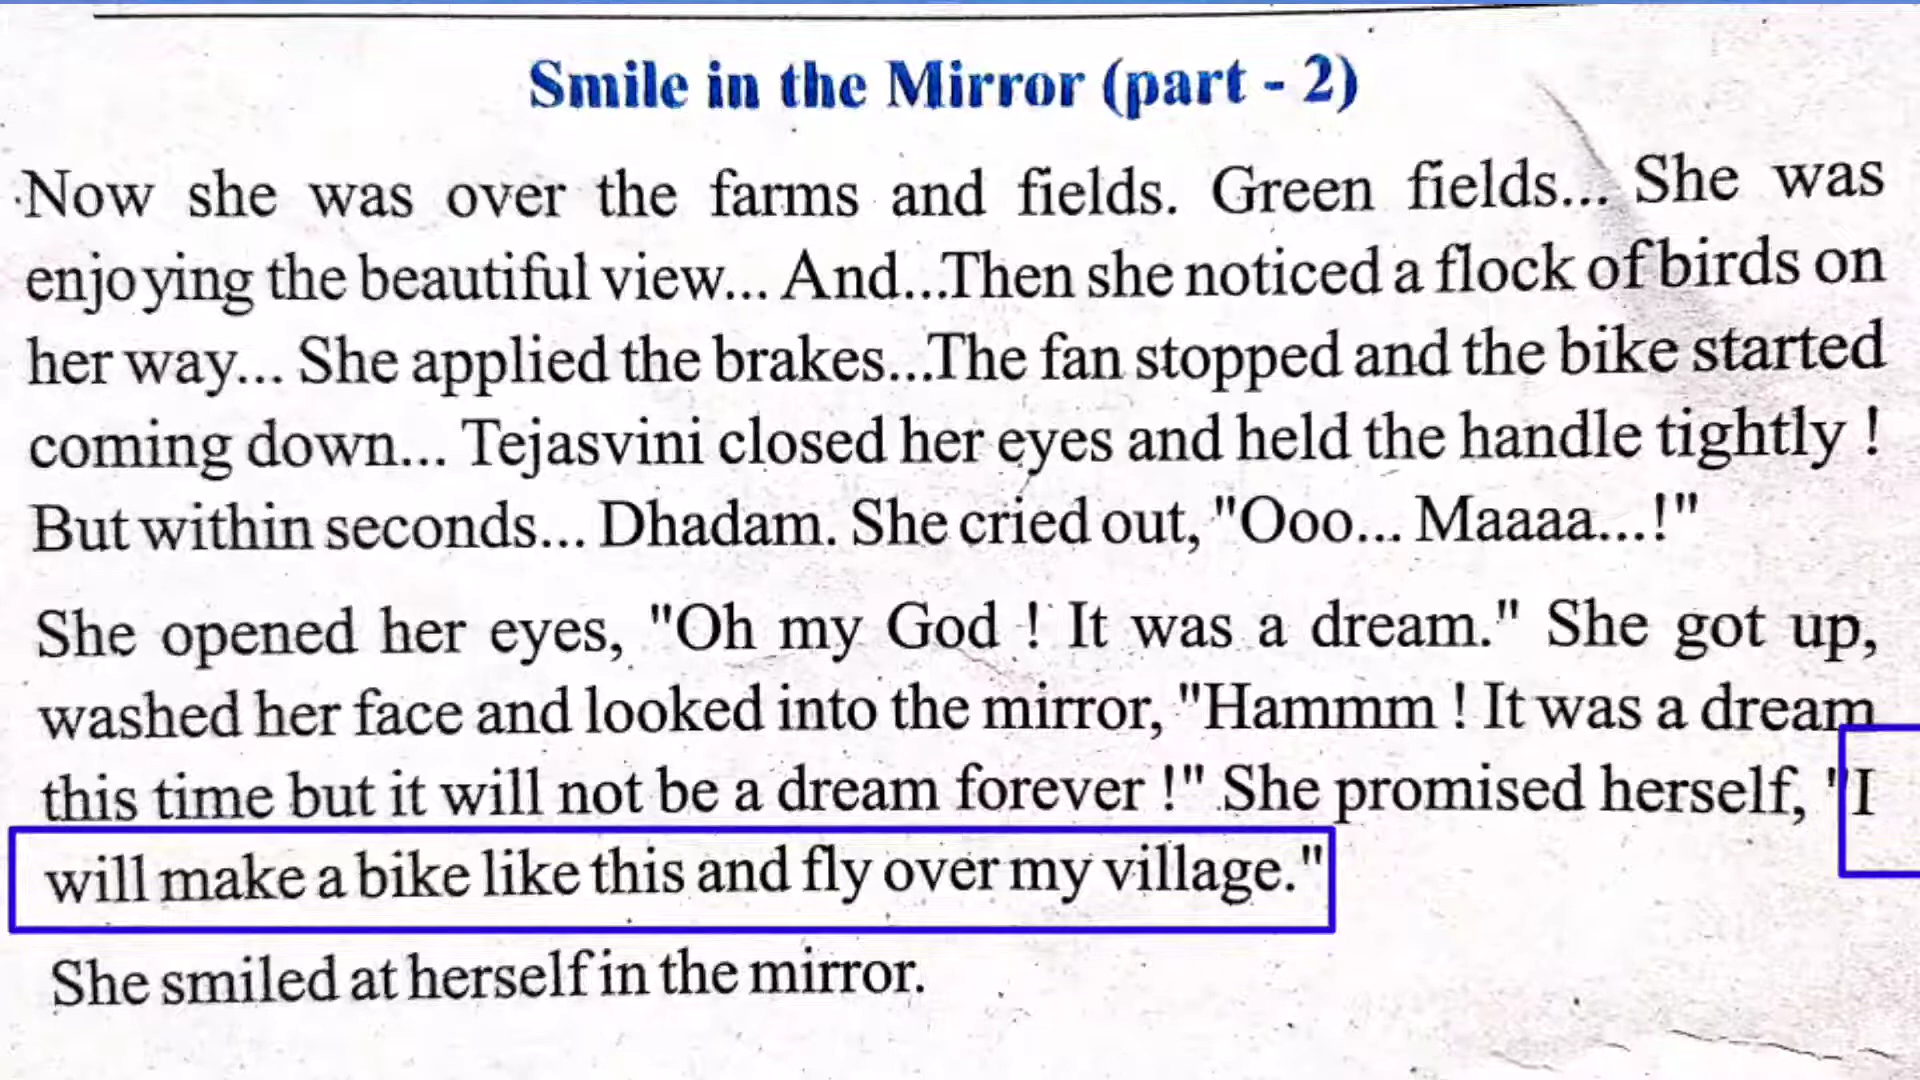 Smile in the Mirror (part - 2)
Now she was over the farms and fields. Green fields... She was
enjoying the beautiful view... And...Then she noticed a flock of birds on
her way... She applied the brakes...The fan stopped and the bike started
coming down... Tejasvini closed her eyes and held the handle tightly !
But within seconds... Dhadam. She cried out, "Ooo... Maaaa...!"
She opened her eyes, "Oh my God ! It was a dream." She got up,
washed her face and looked into the mirror, "Hammm ! It was a dream
this time but it will not be a dream forever !" She promised herself, "I
will make a bike like this and fly over my village."
She smiled at herself in the mirror.